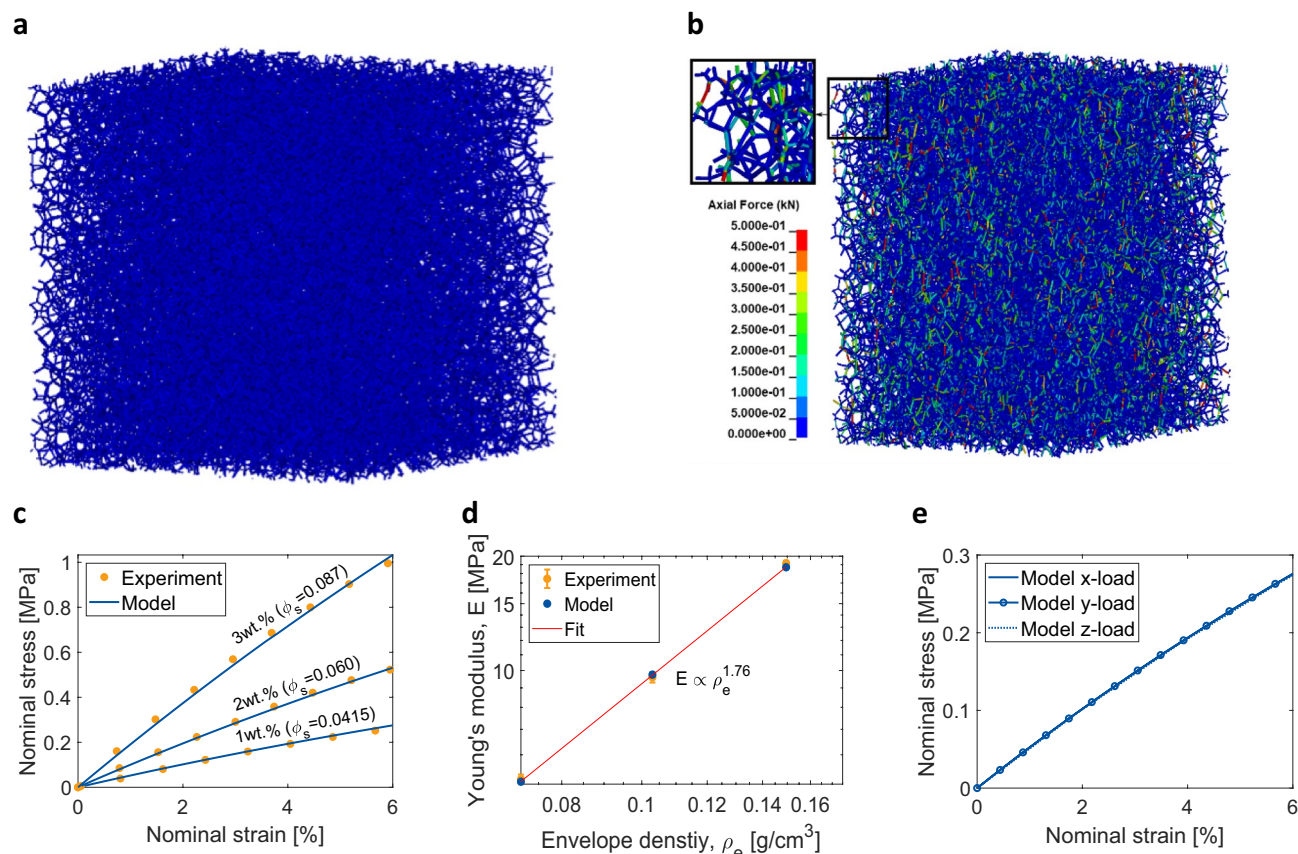 a
b
Axial Force (kN)
5.000e-01
4.500e-01
4.000e-01
3.500e-01
3.000e-01
2.500e-01
2.000e-01
1.500e-01
1.000e-01
5.000e-02
0.000e+00
c
Nominal stress [MPa]
1
0.8
0.6
0.4
0.2
0
Experiment
Model
3wt.% (ϕs=0.087)
2wt.% (ϕs=0.060)
1wt.% (ϕs=0.0415)
0 2 4 6
Nominal strain [%]
d
Young's modulus, E [MPa]
20
15
10
Experiment
Model
Fit
E ∝ ρe^1.76
0.08 0.1 0.12 0.14 0.16
Envelope denstiy, ρe [g/cm³]
e
Nominal stress [MPa]
0.3
0.2
0.1
0
Model x-load
Model y-load
Model z-load
0 2 4 6
Nominal strain [%]